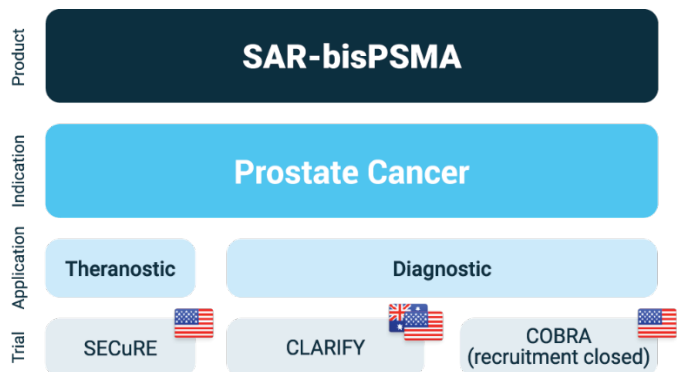 Product
SAR-bisPSMA
Indication
Prostate Cancer
Application
Theranostic
Diagnostic
Trial
SECuRE
CLARIFY
COBRA
(recruitment closed)